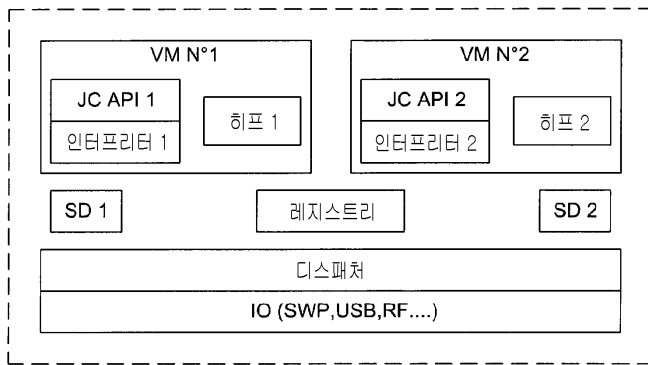 VM N°1
JC API 1
인터프리터 1
히프 1
VM N°2
JC API 2
인터프리터 2
히프 2
SD 1
레지스트리
SD 2
디스패처
IO (SWP,USB,RF....)